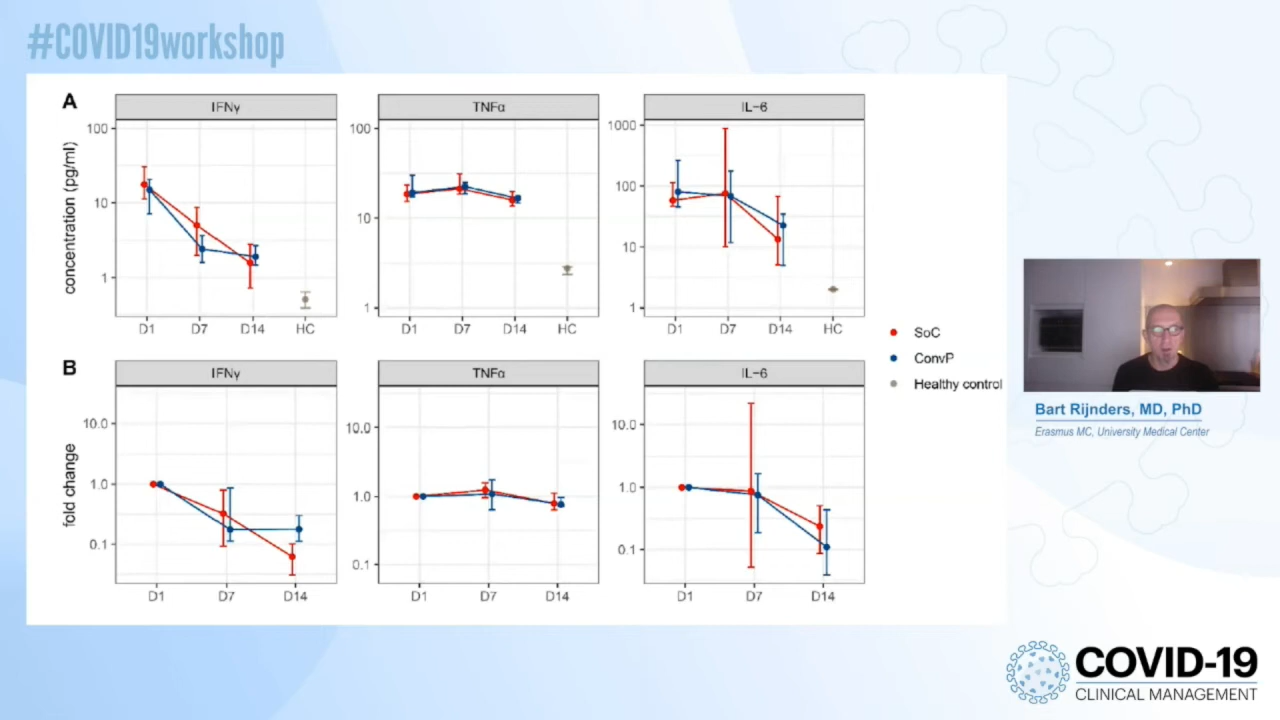 #COVID19workshop
A
IFNγ
TNFα
IL-6
concentration (pg/ml)
100
10
1
100
10
1
1000
100
10
1
D1 D7 D14 HC
D1 D7 D14 HC
D1 D7 D14 HC
SoC
ConvP
Healthy control
B
IFNγ
TNFα
IL-6
fold change
10.0
1.0
0.1
10.0
1.0
0.1
10.0
1.0
0.1
D1 D7 D14
D1 D7 D14
D1 D7 D14
Bart Rijnders, MD, PhD
Erasmus MC, University Medical Center
COVID-19
CLINICAL MANAGEMENT